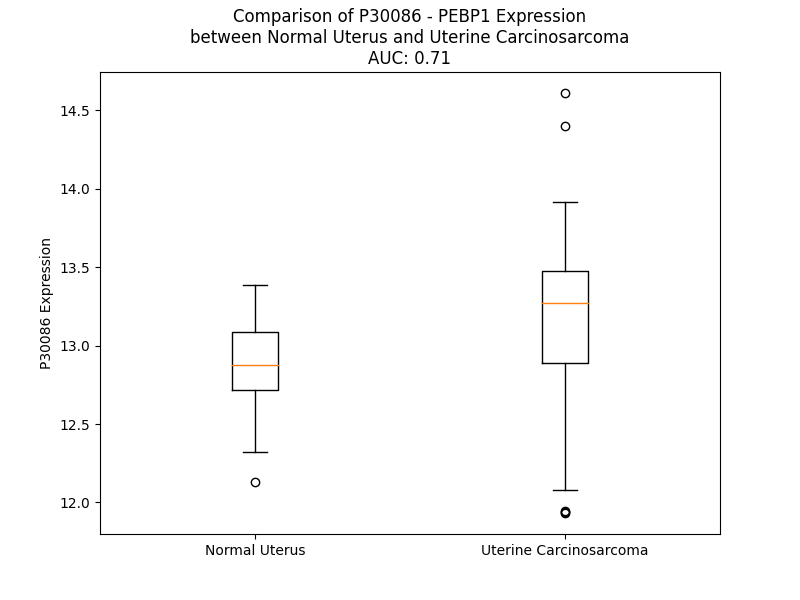 Comparison of P30086 - PEBP1 Expression
between Normal Uterus and Uterine Carcinosarcoma
AUC: 0.71
14.5
14.0
13.5
13.0
12.5
12.0
P30086 Expression
Normal Uterus
Uterine Carcinosarcoma